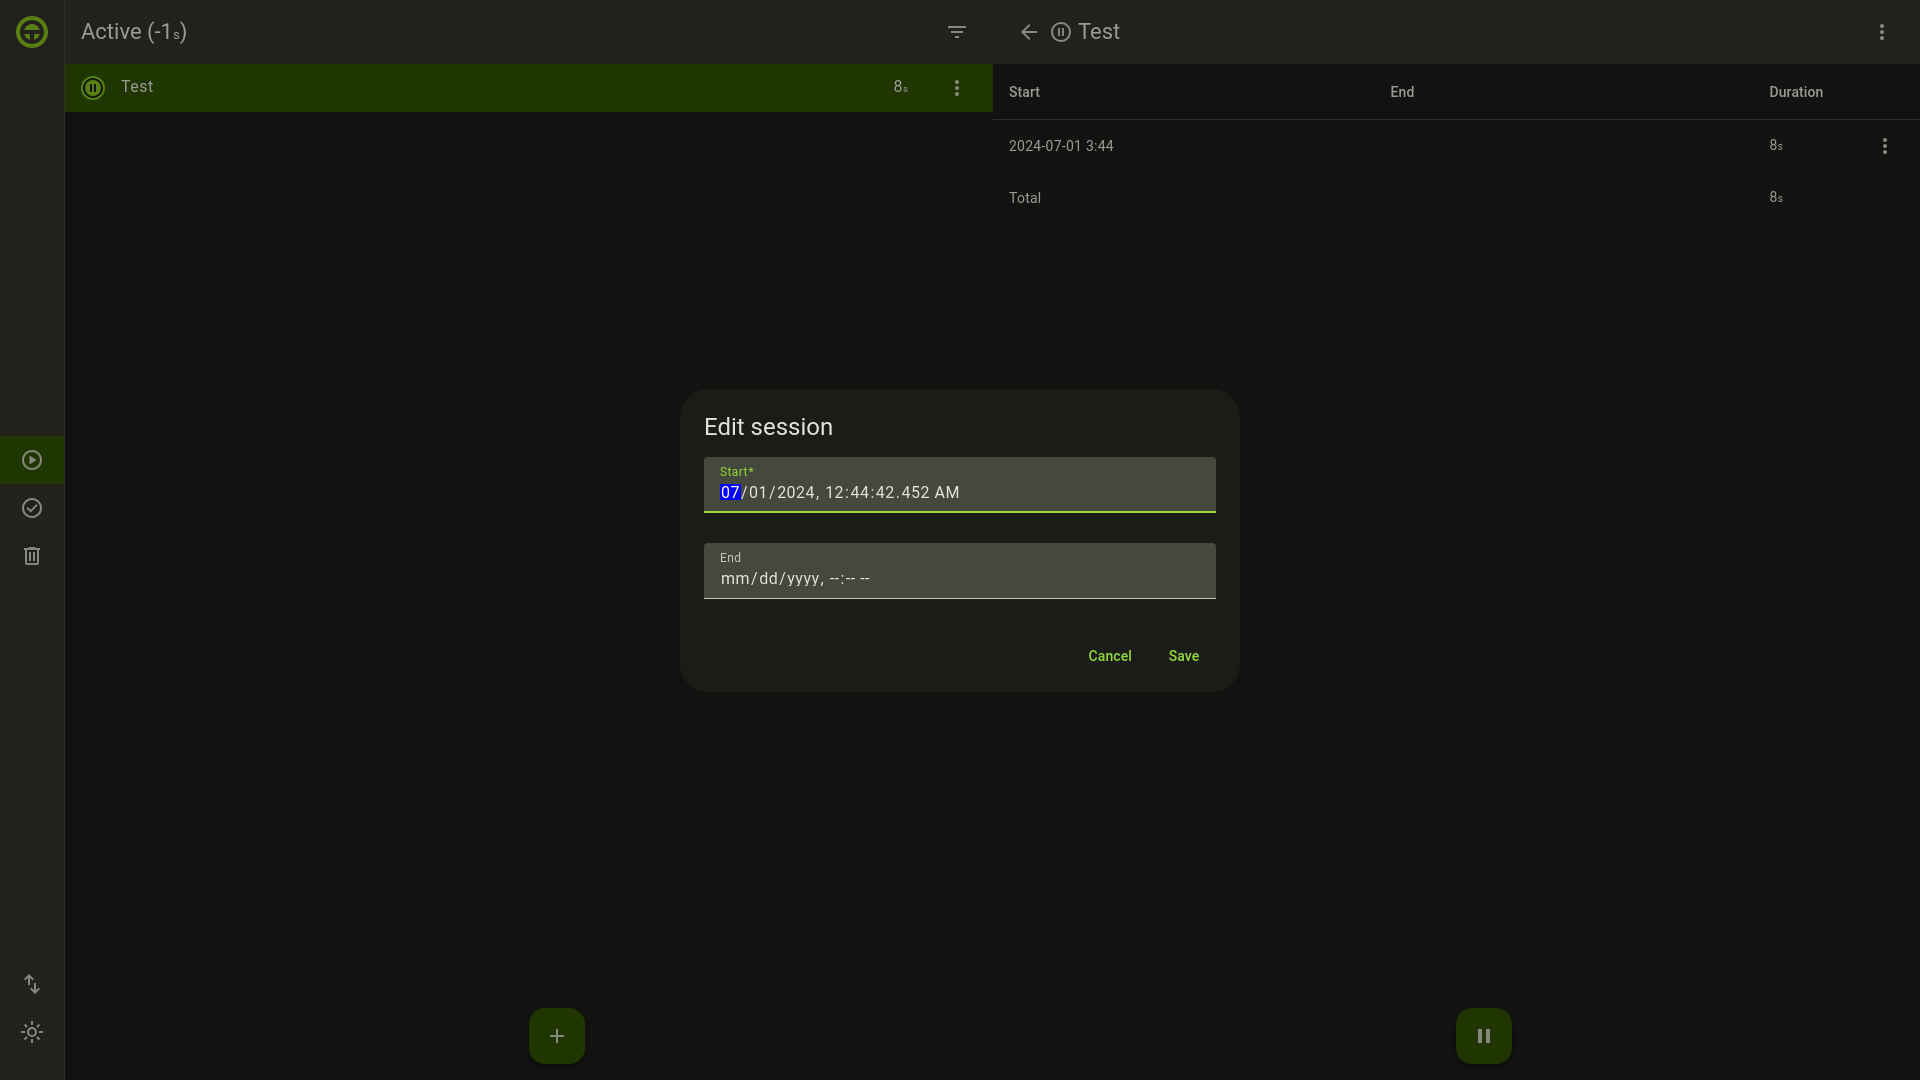 Active (-1s)
Test
Test
8s
Start
End
Duration
2024-07-01 3:44
8s
Total
8s
Edit session
Start*
07/01/2024, 12:44:42.452 AM
End
mm/dd/yyyy, --:-- --
Cancel
Save